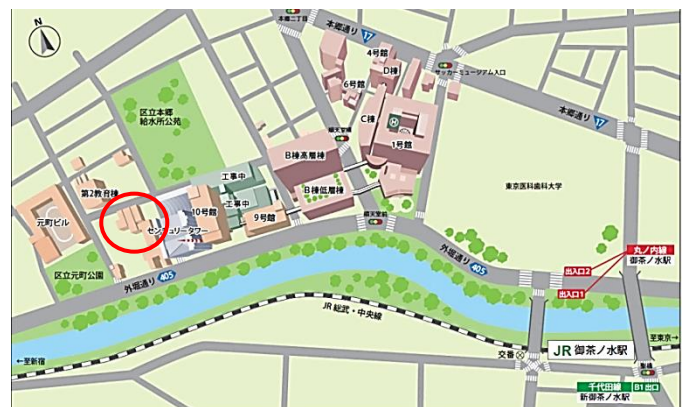 N
本郷二丁目
本郷通り 17
4号館
D棟
サッカーミュージアム入口
6号館
C棟
本郷通り
17
区立本郷
給水所公苑
順天堂横
1号館
H
B棟高層棟
工事中
第2教育棟
B棟低層棟
工事中
東京医科歯科大学
元町ビル
10号館
9号館
センチュリータワー
順天堂前
丸ノ内線
御茶ノ水駅
外堀通り 405
出入口2
区立元町公園
外堀通り 405
出入口1
JR 総武・中央線
←至新宿
交番
JR 御茶ノ水駅
至東京→
聖橋
千代田線 B1出口
新御茶ノ水駅